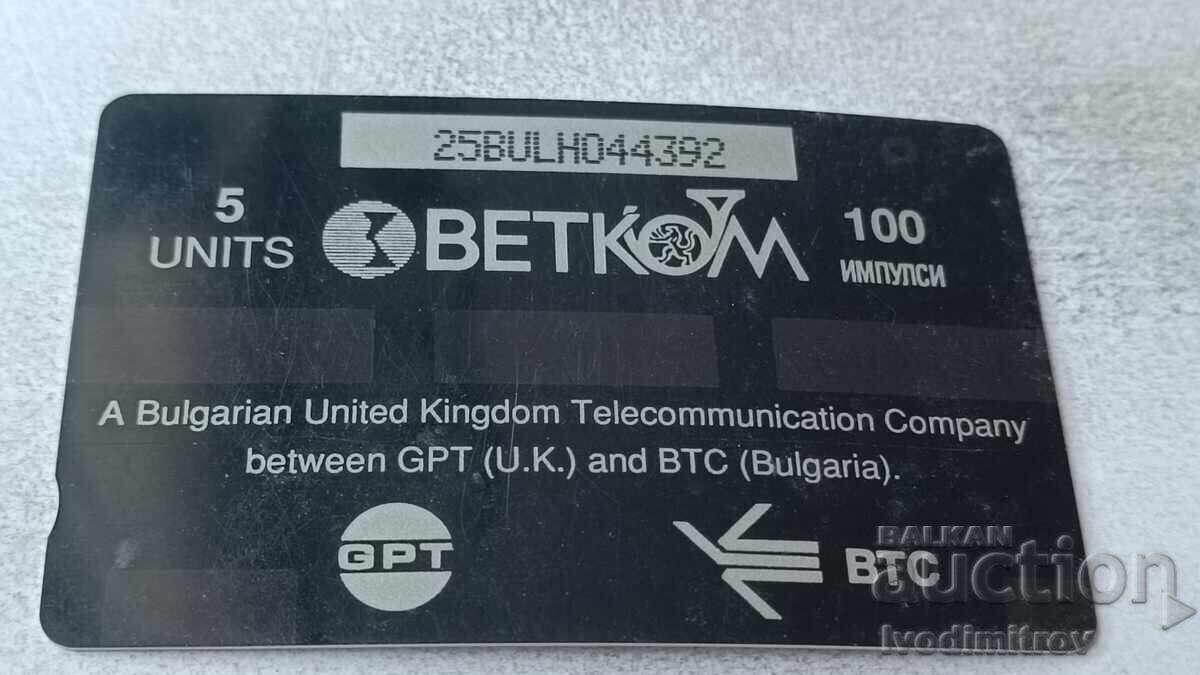 25BULH044392
5
UNITS
BETKOM
100
ИМПУЛСИ
A Bulgarian United Kingdom Telecommunication Company
between GPT (U.K.) and BTC (Bulgaria).
GPT
BTC
BALKAN
auction
Ivodimitrov